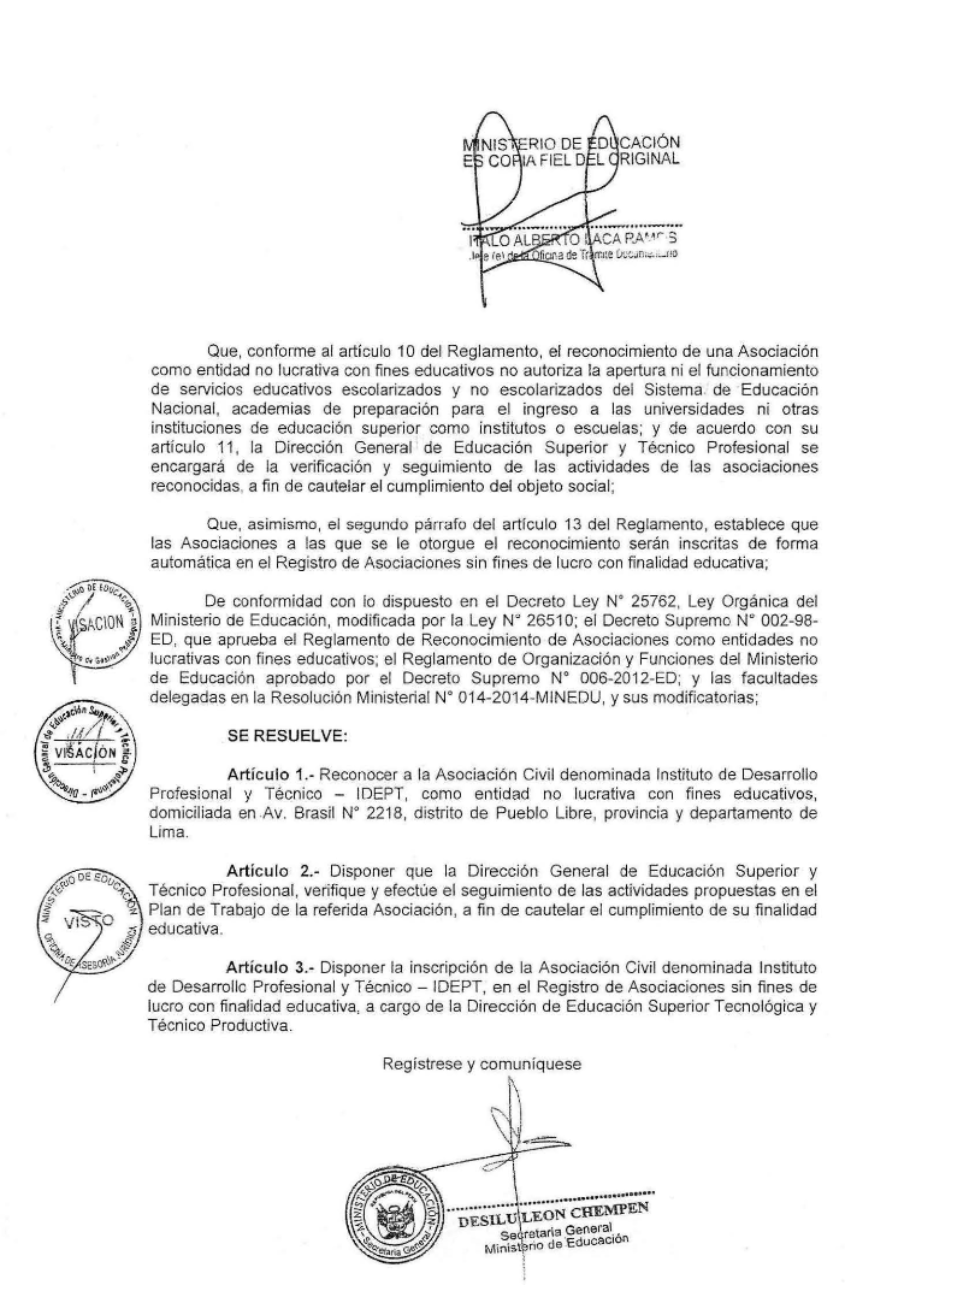 MINISTERIO DE EDUCACIÓN
ES COPIA FIEL DEL ORIGINAL
ITALO ALBERTO LACA RAMOS
Jefe (e) de la Oficina de Trámite Documentario
Que, conforme al artículo 10 del Reglamento, el reconocimiento de una Asociación
como entidad no lucrativa con fines educativos no autoriza la apertura ni el funcionamiento
de servicios educativos escolarizados y no escolarizados del Sistema de Educación
Nacional, academias de preparación para el ingreso a las universidades ni otras
instituciones de educación superior como institutos o escuelas; y de acuerdo con su
artículo 11, la Dirección General de Educación Superior y Técnico Profesional se
encargará de la verificación y seguimiento de las actividades de las asociaciones
reconocidas, a fin de cautelar el cumplimiento del objeto social;
Que, asimismo, el segundo párrafo del artículo 13 del Reglamento, establece que
las Asociaciones a las que se le otorgue el reconocimiento serán inscritas de forma
automática en el Registro de Asociaciones sin fines de lucro con finalidad educativa;
De conformidad con lo dispuesto en el Decreto Ley N° 25762, Ley Orgánica del
Ministerio de Educación, modificada por la Ley N° 26510; el Decreto Supremo N° 002-98-
ED, que aprueba el Reglamento de Reconocimiento de Asociaciones como entidades no
lucrativas con fines educativos; el Reglamento de Organización y Funciones del Ministerio
de Educación aprobado por el Decreto Supremo N° 006-2012-ED; y las facultades
delegadas en la Resolución Ministerial N° 014-2014-MINEDU, y sus modificatorias;
MINISTERIO DE EDUCACIÓN
VISACION
de Gestión
SE RESUELVE:
Dirección General de Educación Superior y Técnico Profesional
VISACIÓN
Artículo 1.- Reconocer a la Asociación Civil denominada Instituto de Desarrollo
Profesional y Técnico – IDEPT, como entidad no lucrativa con fines educativos,
domiciliada en Av. Brasil N° 2218, distrito de Pueblo Libre, provincia y departamento de
Lima.
Artículo 2.- Disponer que la Dirección General de Educación Superior y
Técnico Profesional, verifique y efectúe el seguimiento de las actividades propuestas en el
Plan de Trabajo de la referida Asociación, a fin de cautelar el cumplimiento de su finalidad
educativa.
MINISTERIO DE EDUCACIÓN
VISTO
OFICINA DE ASESORÍA JURÍDICA
Artículo 3.- Disponer la inscripción de la Asociación Civil denominada Instituto
de Desarrollo Profesional y Técnico – IDEPT, en el Registro de Asociaciones sin fines de
lucro con finalidad educativa, a cargo de la Dirección de Educación Superior Tecnológica y
Técnico Productiva.
Regístrese y comuníquese
MINISTERIO DE EDUCACIÓN
REPUBLICA DEL PERU
Secretaria General
DESILU LEON CHEMPEN
Secretaria General
Ministerio de Educación